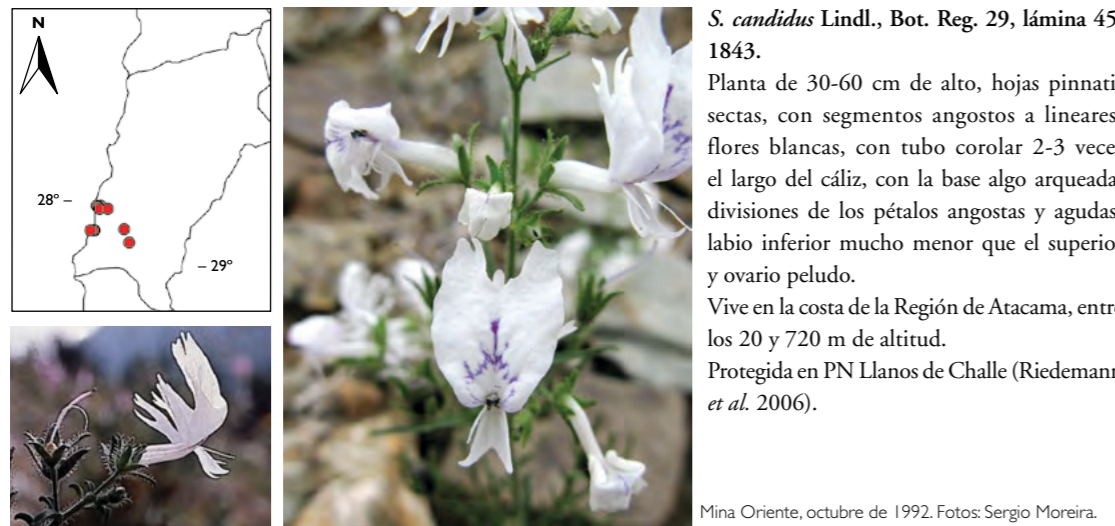 N
28° –
– 29°
S. candidus Lindl., Bot. Reg. 29, lámina 45
1843.
Planta de 30-60 cm de alto, hojas pinnati
sectas, con segmentos angostos a lineares
flores blancas, con tubo corolar 2-3 vece
el largo del cáliz, con la base algo arqueada
divisiones de los pétalos angostas y agudas
labio inferior mucho menor que el superio
y ovario peludo.
Vive en la costa de la Región de Atacama, entre
los 20 y 720 m de altitud.
Protegida en PN Llanos de Challe (Riedemann
et al. 2006).
Mina Oriente, octubre de 1992. Fotos: Sergio Moreira.